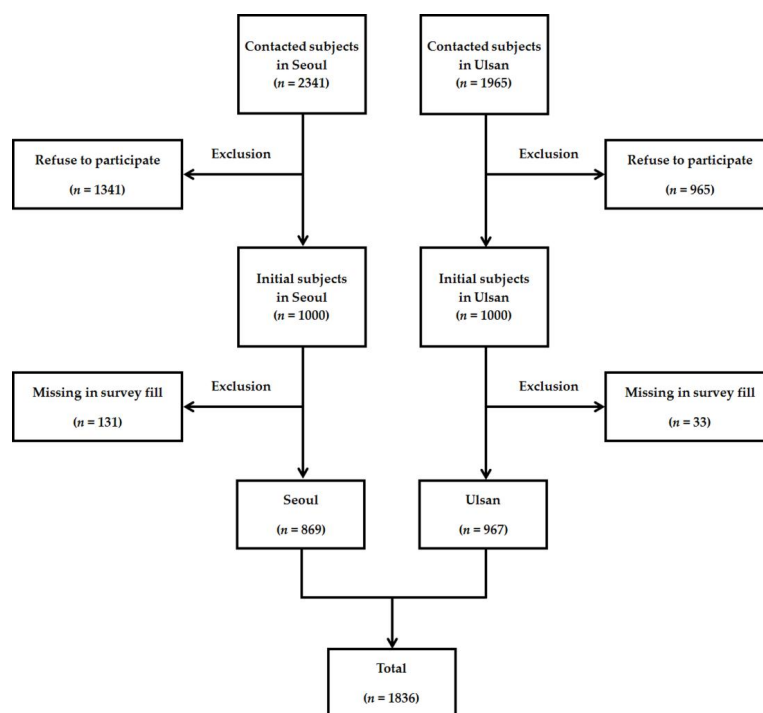 Contacted subjects
in Seoul
(n = 2341)
Contacted subjects
in Ulsan
(n = 1965)
Refuse to participate
(n = 1341)
Exclusion
Exclusion
Refuse to participate
(n = 965)
Initial subjects
in Seoul
(n = 1000)
Initial subjects
in Ulsan
(n = 1000)
Missing in survey fill
(n = 131)
Exclusion
Exclusion
Missing in survey fill
(n = 33)
Seoul
(n = 869)
Ulsan
(n = 967)
Total
(n = 1836)